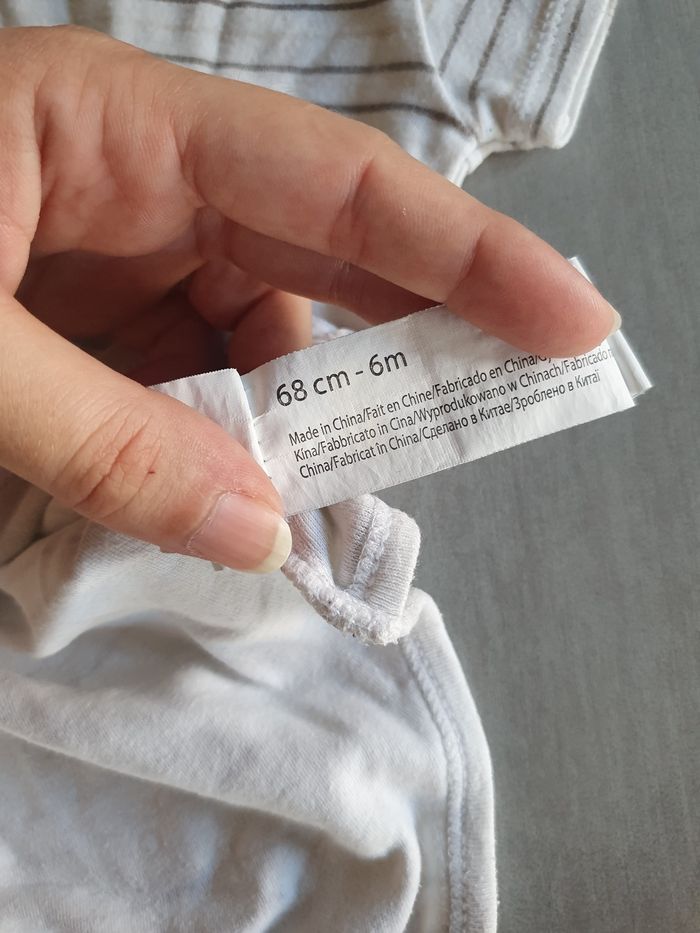 68 cm - 6m
Made in China/Fait en Chine/Fabricado en China/
Kína/Fabbricato in Cina/Wyprodukowano w Chinach/Fabricado
China/Fabricat în China/Сделано в Китае/Зроблено в Китаї